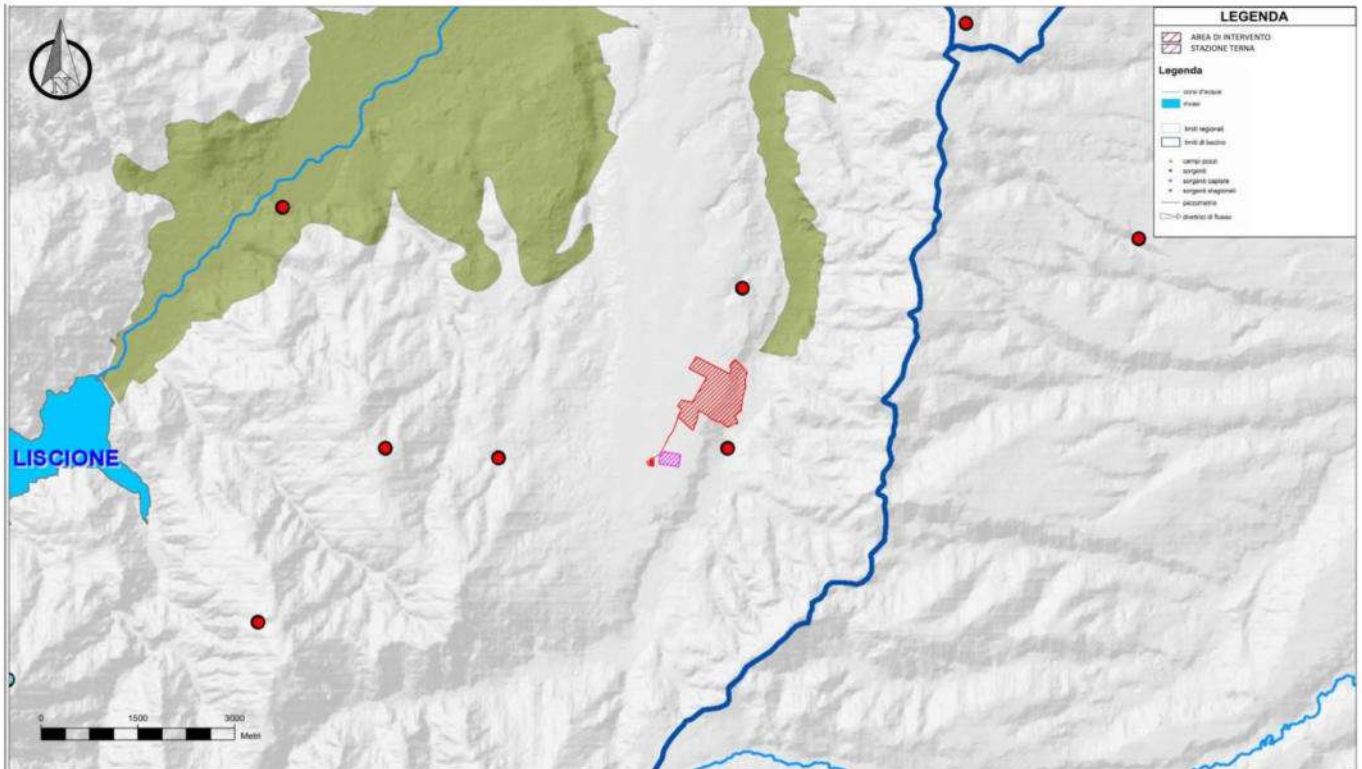 N
LEGENDA
AREA DI INTERVENTO
STAZIONE TERNA
Legenda
corsi d'acqua
invasi
limiti regionali
limiti di bacino
campi pozzi
sorgenti
sorgenti captate
sorgenti stagionali
piezometria
direttrici di flusso
LISCIONE
0 1500 3000
Metri